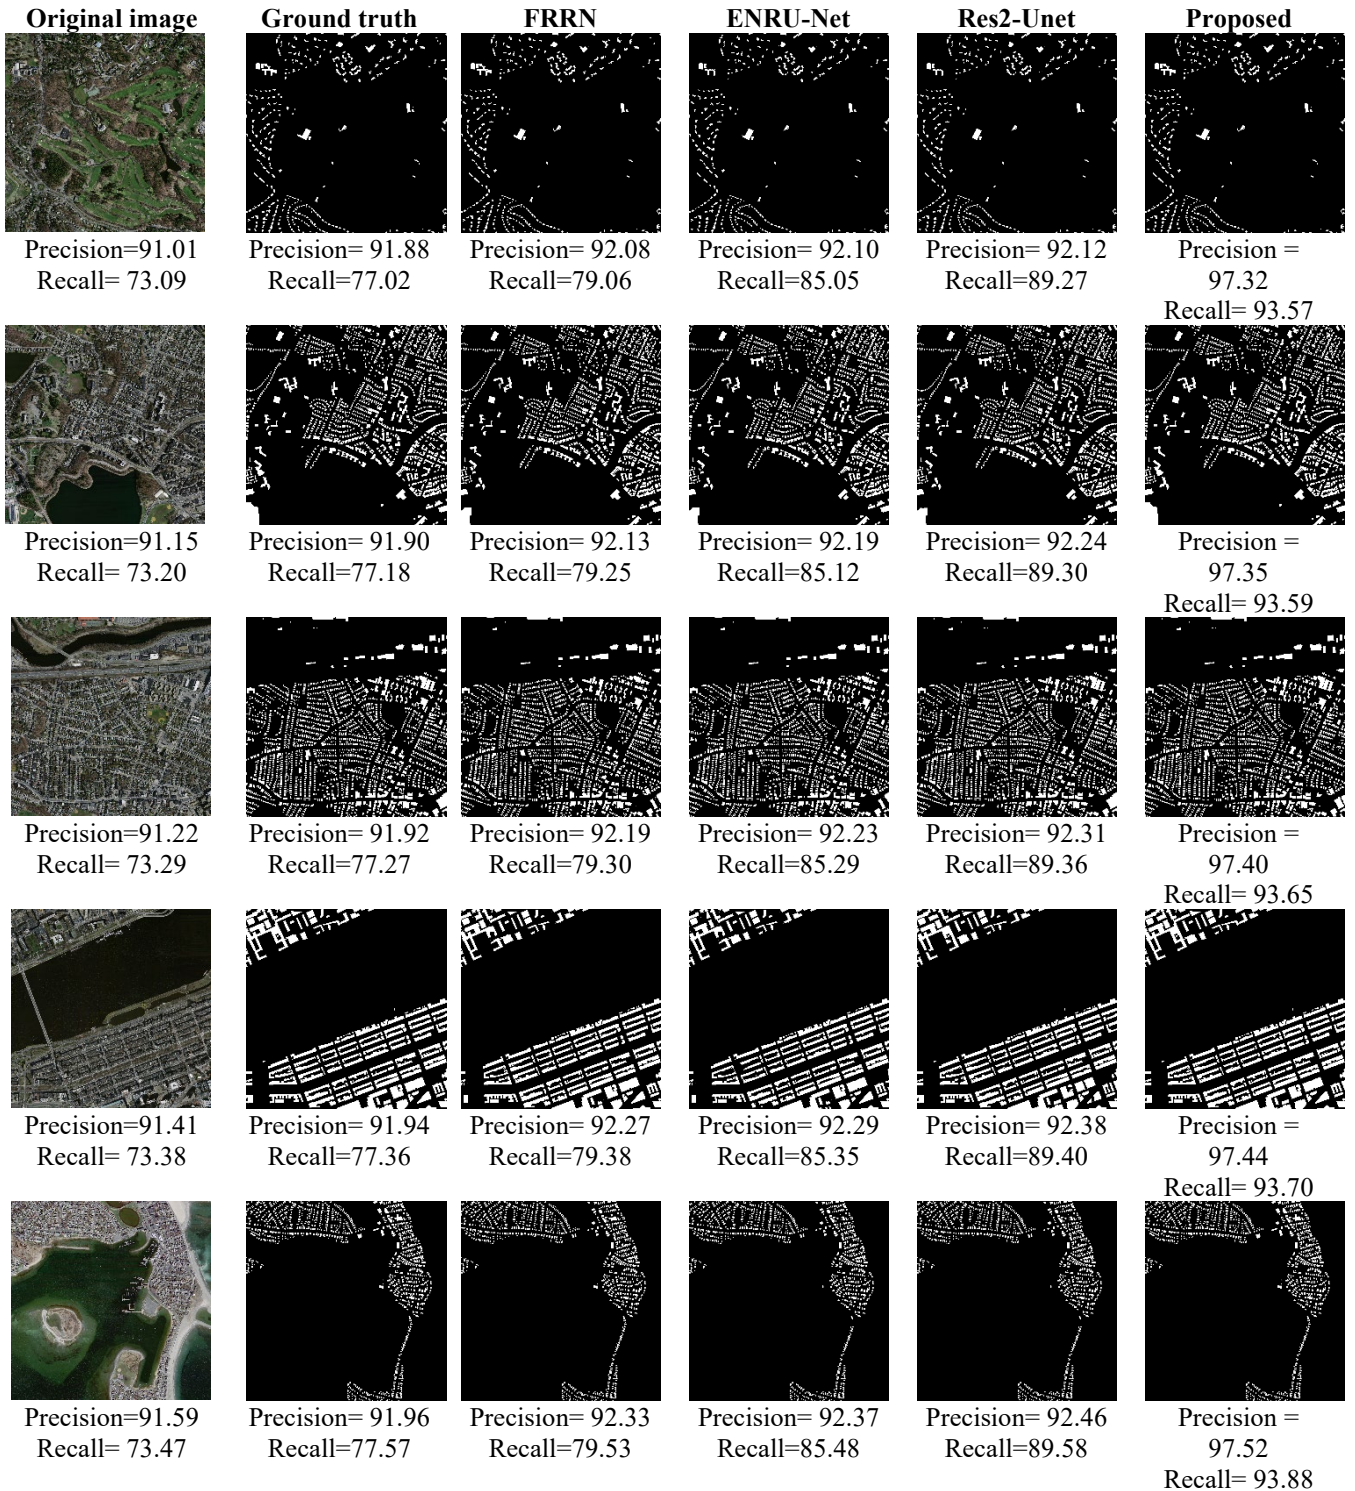 Original image Ground truth FRRN ENRU-Net Res2-Unet Proposed
Precision=91.01 Precision= 91.88 Precision= 92.08 Precision= 92.10 Precision= 92.12 Precision =
Recall= 73.09 Recall=77.02 Recall=79.06 Recall=85.05 Recall=89.27 97.32
Recall= 93.57
Precision=91.15 Precision= 91.90 Precision= 92.13 Precision= 92.19 Precision= 92.24 Precision =
Recall= 73.20 Recall=77.18 Recall=79.25 Recall=85.12 Recall=89.30 97.35
Recall= 93.59
Precision=91.22 Precision= 91.92 Precision= 92.19 Precision= 92.23 Precision= 92.31 Precision =
Recall= 73.29 Recall=77.27 Recall=79.30 Recall=85.29 Recall=89.36 97.40
Recall= 93.65
Precision=91.41 Precision= 91.94 Precision= 92.27 Precision= 92.29 Precision= 92.38 Precision =
Recall= 73.38 Recall=77.36 Recall=79.38 Recall=85.35 Recall=89.40 97.44
Recall= 93.70
Precision=91.59 Precision= 91.96 Precision= 92.33 Precision= 92.37 Precision= 92.46 Precision =
Recall= 73.47 Recall=77.57 Recall=79.53 Recall=85.48 Recall=89.58 97.52
Recall= 93.88